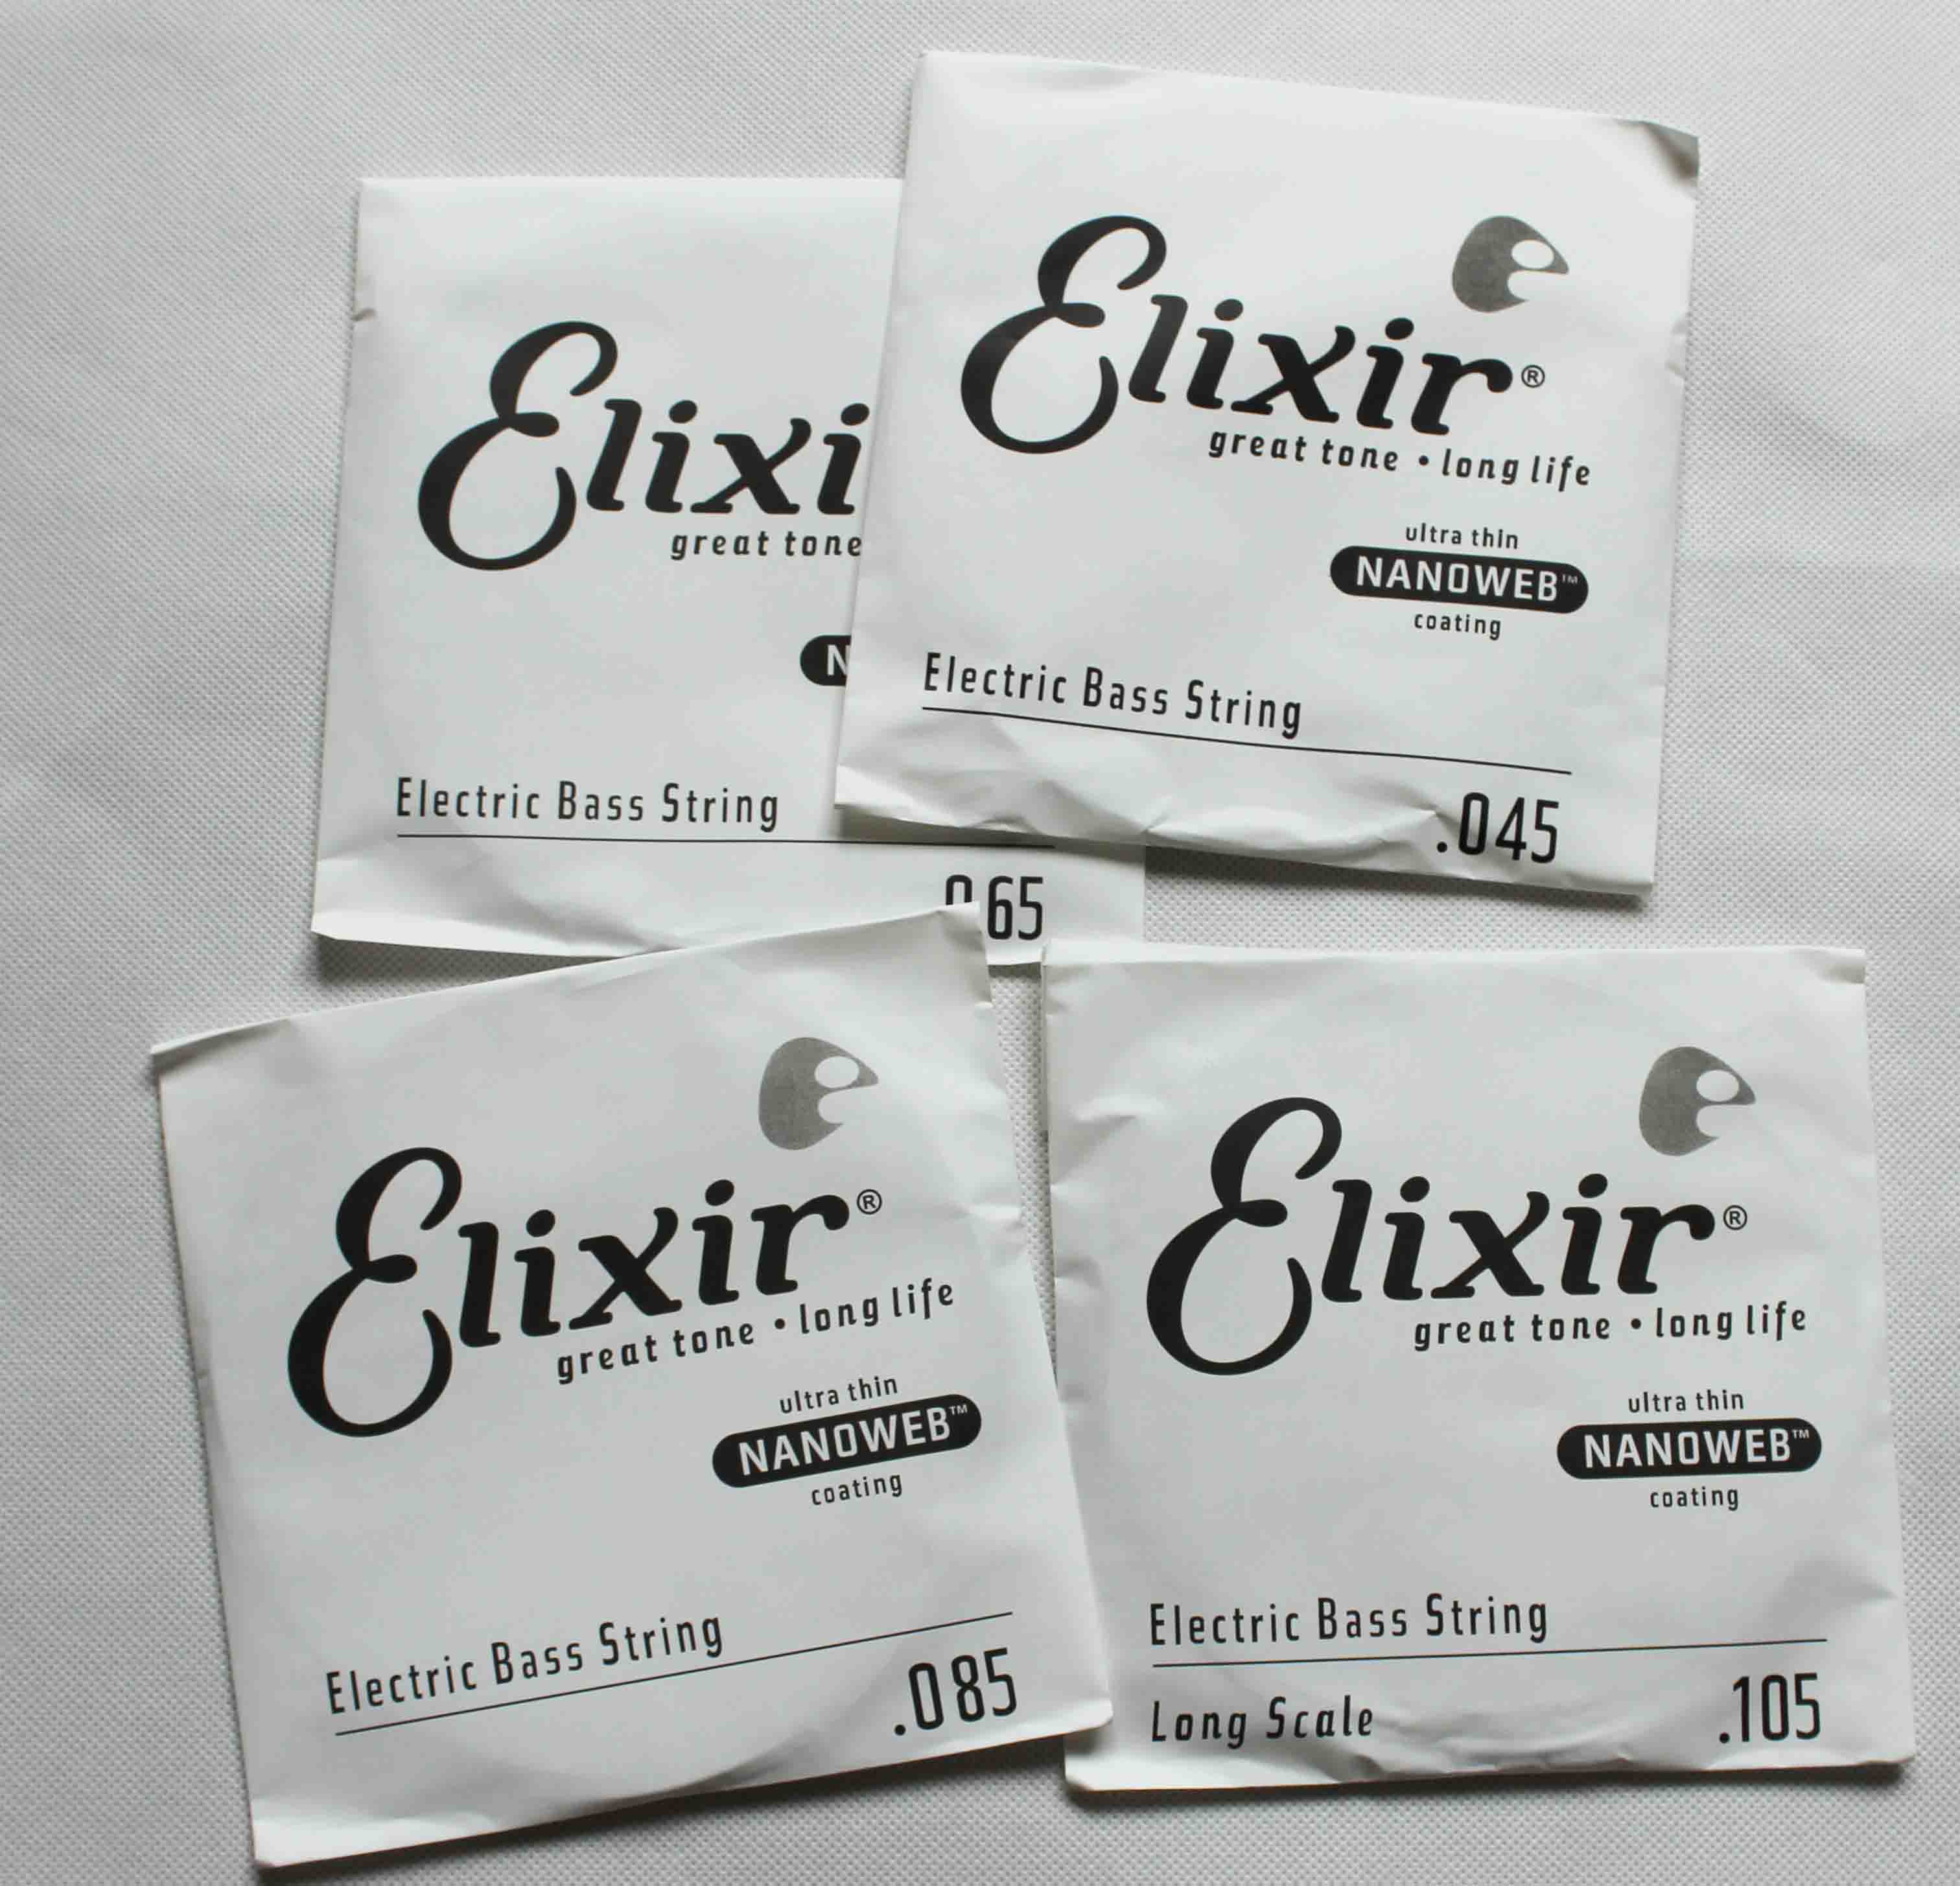 Elixi
great tone
N
Electric Bass String
065
Elixir®
great tone • long life
ultra thin
NANOWEB™
coating
Electric Bass String
.045
Elixir®
great tone • long life
ultra thin
NANOWEB™
coating
Electric Bass String
.085
Elixir®
great tone • long life
ultra thin
NANOWEB™
coating
Electric Bass String
Long Scale
.105